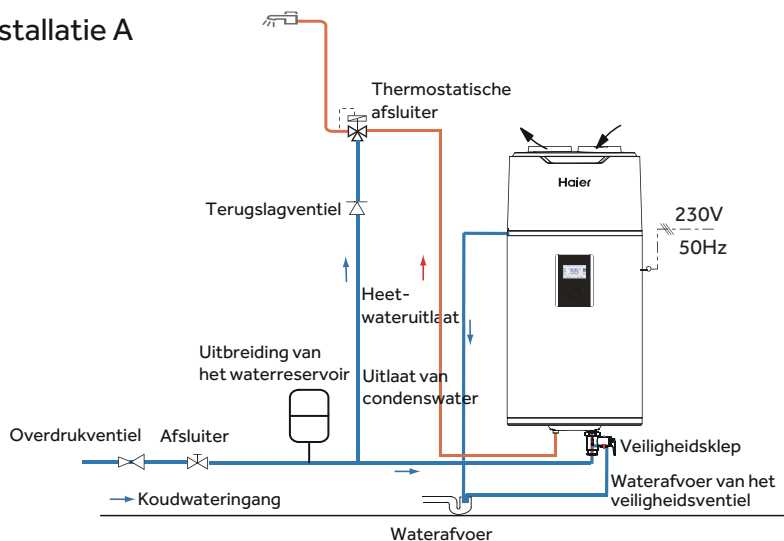 stallatie A
Thermostatische
afsluiter
Haier
Terugslagventiel
230V
50Hz
55
Heet-
wateruitlaat
Uitbreiding van
het waterreservoir
Uitlaat van
condenswater
Overdrukventiel
Afsluiter
Veiligheidsklep
Koudwateringang
Waterafvoer van het
veiligheidsventiel
Waterafvoer